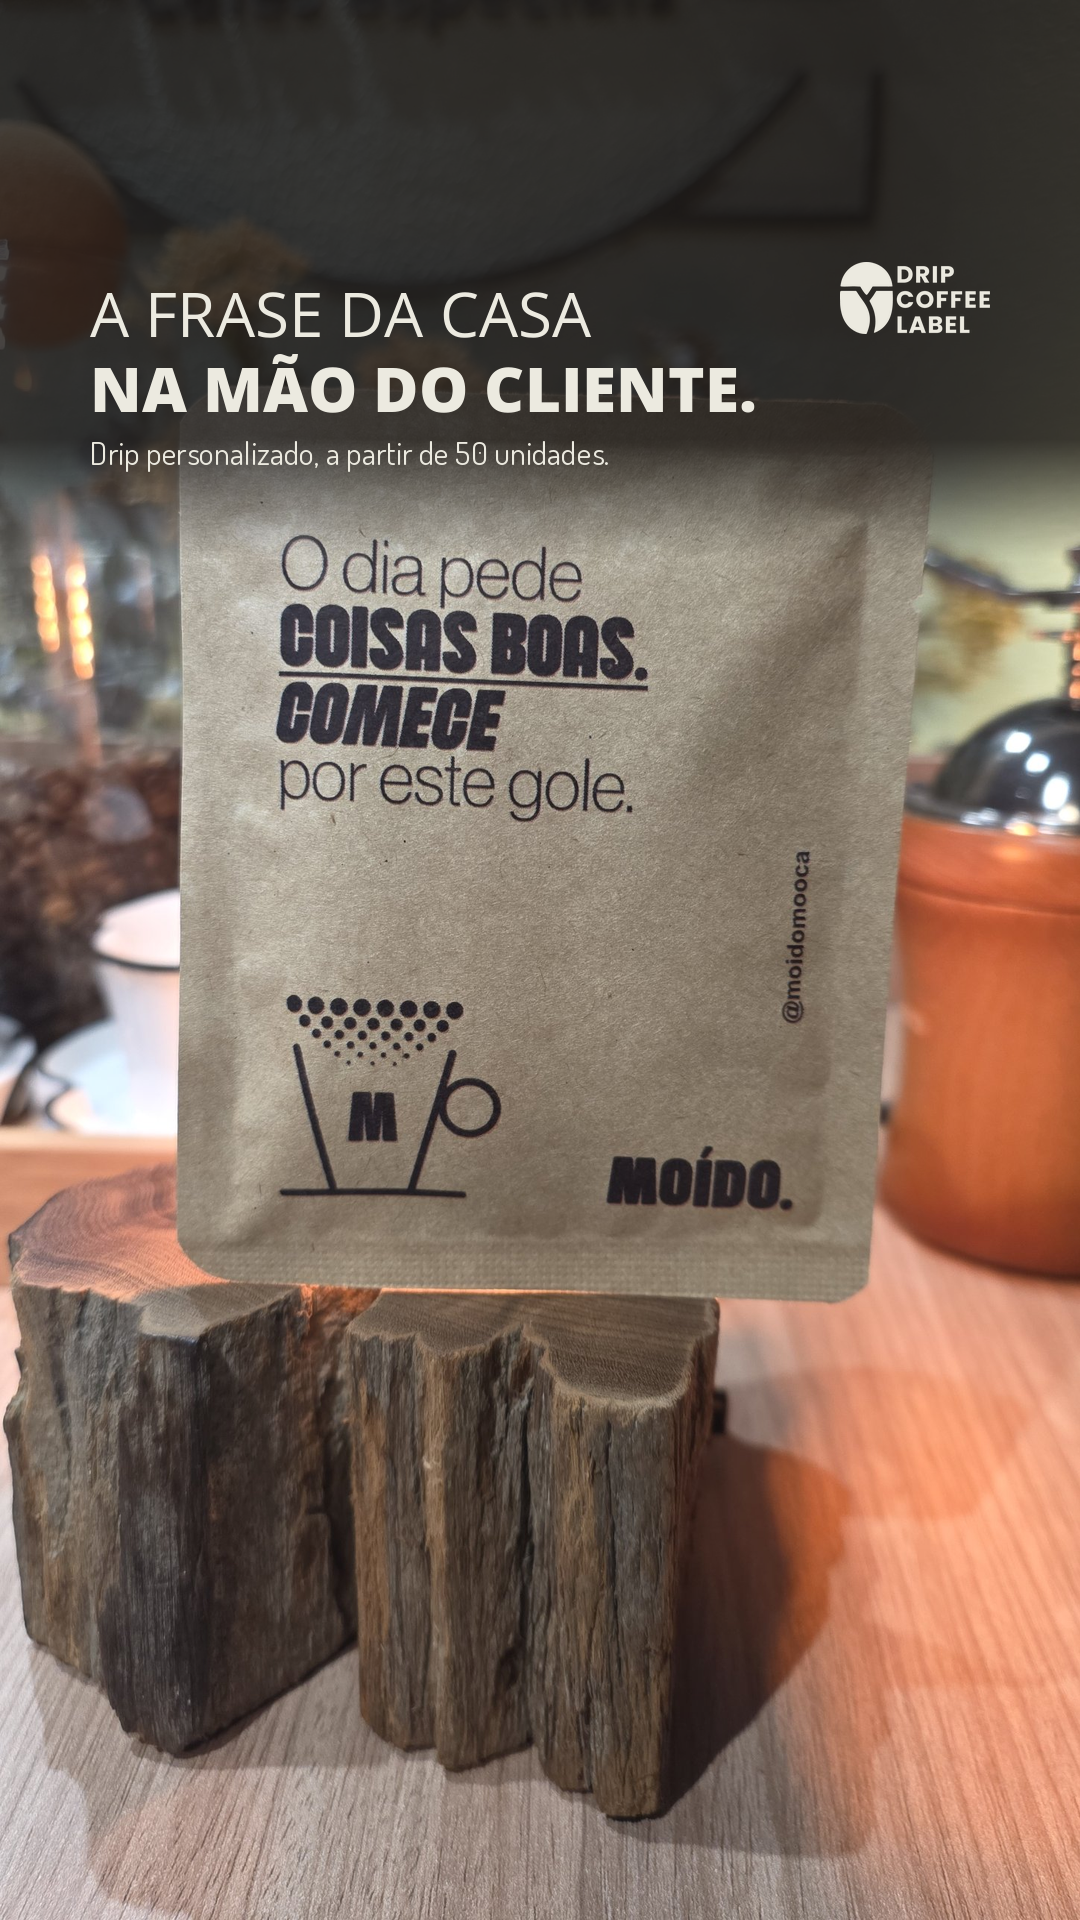 A FRASE DA CASA
NA MÃO DO CLIENTE.
Drip personalizado, a partir de 50 unidades.
DRIP
COFFEE
LABEL
O dia pede
COISAS BOAS.
COMECE
por este gole.
@moidomooca
M
MOÍDO.